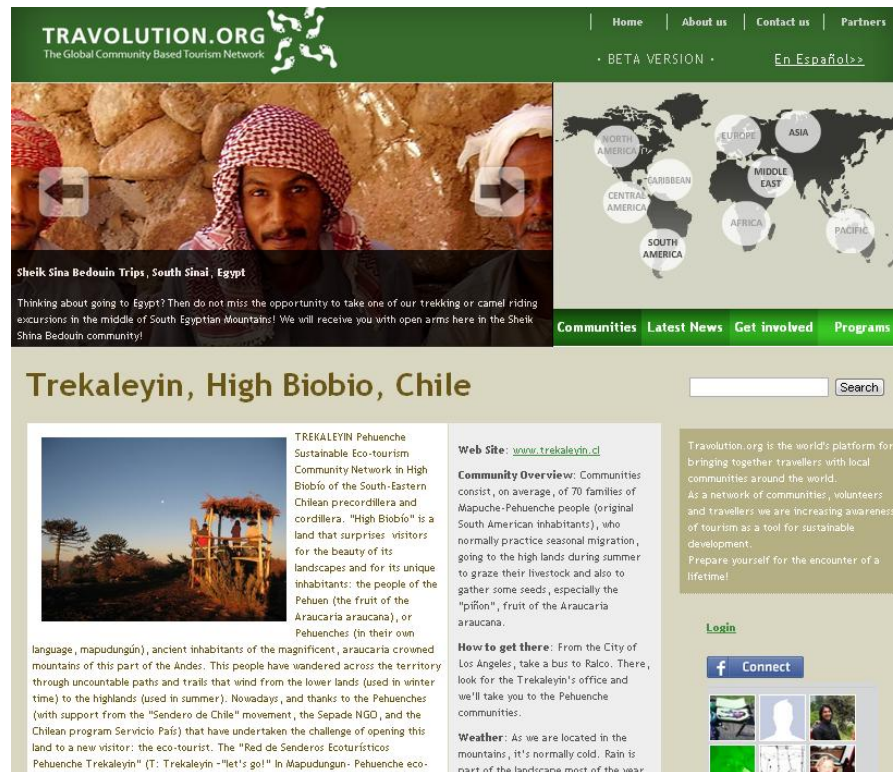 TRAVOLUTION.ORG
The Global Community Based Tourism Network
Home
About us
Contact us
Partners
• BETA VERSION •
En Español>>
Sheik Sina Bedouin Trips, South Sinai, Egypt
Thinking about going to Egypt? Then do not miss the opportunity to take one of our trekking or camel riding
excursions in the middle of South Egyptian Mountains! We will receive you with open arms here in the Sheik
Shina Bedouin community!
NORTH
AMERICA
EUROPE
ASIA
CARIBBEAN
MIDDLE
EAST
CENTRAL
AMERICA
AFRICA
PACIFIC
SOUTH
AMERICA
Communities
Latest News
Get involved
Programs
Trekaleyin, High Biobio, Chile
Search
TREKALEYIN Pehuenche
Sustainable Eco-tourism
Community Network in High
Biobío of the South-Eastern
Chilean precordillera and
cordillera. "High Biobío" is a
land that surprises visitors
for the beauty of its
landscapes and for its unique
inhabitants: the people of the
Pehuen (the fruit of the
Araucaria araucana), or
Pehuenches (in their own
language, mapudungún), ancient inhabitants of the magnificent, araucaria crowned
mountains of this part of the Andes. This people have wandered across the territory
through uncountable paths and trails that wind from the lower lands (used in winter
time) to the highlands (used in summer). Nowadays, and thanks to the Pehuenches
(with support from the "Sendero de Chile" movement, the Sepade NGO, and the
Chilean program Servicio País) that have undertaken the challenge of opening this
land to a new visitor: the eco-tourist. The "Red de Senderos Ecoturísticos
Pehuenche Trekaleyin" (T: Trekaleyin -"let's go!" In Mapudungun- Pehuenche eco-
Web Site: www.trekaleyin.cl
Community Overview: Communities
consist, on average, of 70 families of
Mapuche-Pehuenche people (original
South American inhabitants), who
normally practice seasonal migration,
going to the high lands during summer
to graze their livestock and also to
gather some seeds, especially the
"piñon", fruit of the Araucaria
araucana.
How to get there: From the City of
Los Angeles, take a bus to Ralco. There,
look for the Trekaleyin's office and
we'll take you to the Pehuenche
communities.
Weather: As we are located in the
mountains, it's normally cold. Rain is
part of the landscape most of the year
Travolution.org is the world's platform for
bringing together travellers with local
communities around the world.
As a network of communities, volunteers
and travellers we are increasing awareness
of tourism as a tool for sustainable
development.
Prepare yourself for the encounter of a
lifetime!
Login
f Connect